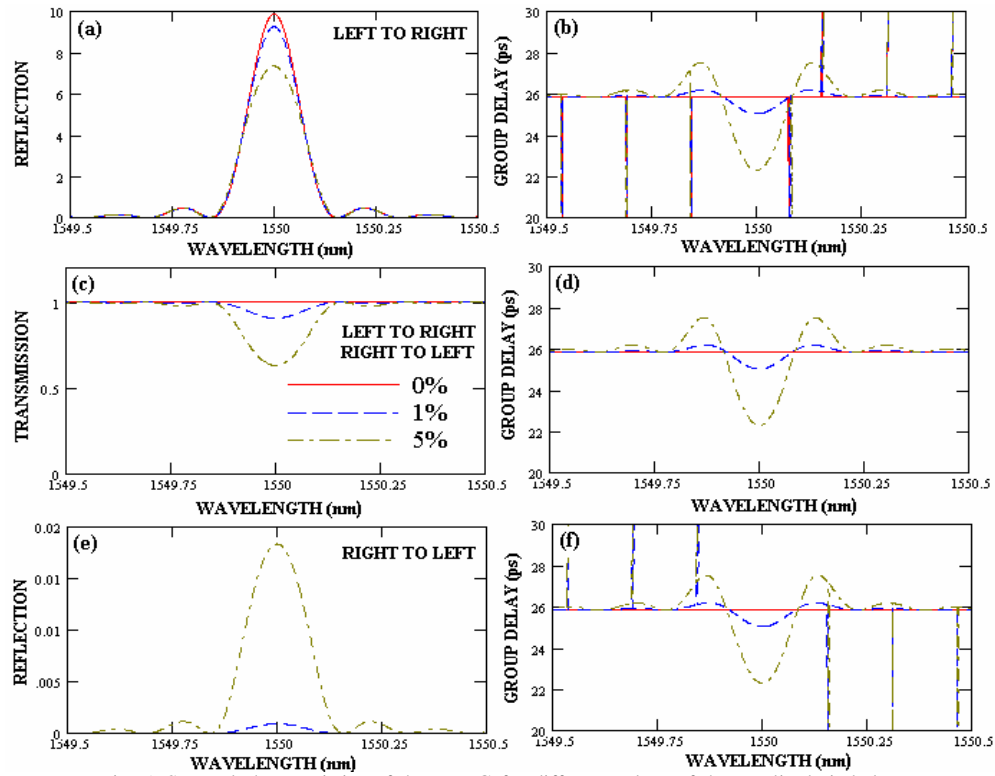 (a)
LEFT TO RIGHT
REFLECTION
10
8
6
4
2
0
1549.5
1549.75
1550
1550.25
1550.5
WAVELENGTH (nm)
(b)
GROUP DELAY (ps)
30
28
26
24
22
20
1549.5
1549.75
1550
1550.25
1550.5
WAVELENGTH (nm)
(c)
TRANSMISSION
1
0.5
0
LEFT TO RIGHT
RIGHT TO LEFT
0%
1%
5%
1549.5
1549.75
1550
1550.25
1550.5
WAVELENGTH (nm)
(d)
GROUP DELAY (ps)
30
28
26
24
22
20
1549.5
1549.75
1550
1550.25
1550.5
WAVELENGTH (nm)
(e)
RIGHT TO LEFT
REFLECTION
0.02
0.01
0.01
.005
0
1549.5
1549.75
1550
1550.25
1550.5
WAVELENGTH (nm)
(f)
GROUP DELAY (ps)
30
28
26
24
22
20
1549.5
1549.75
1550
1550.25
1550.5
WAVELENGTH (nm)